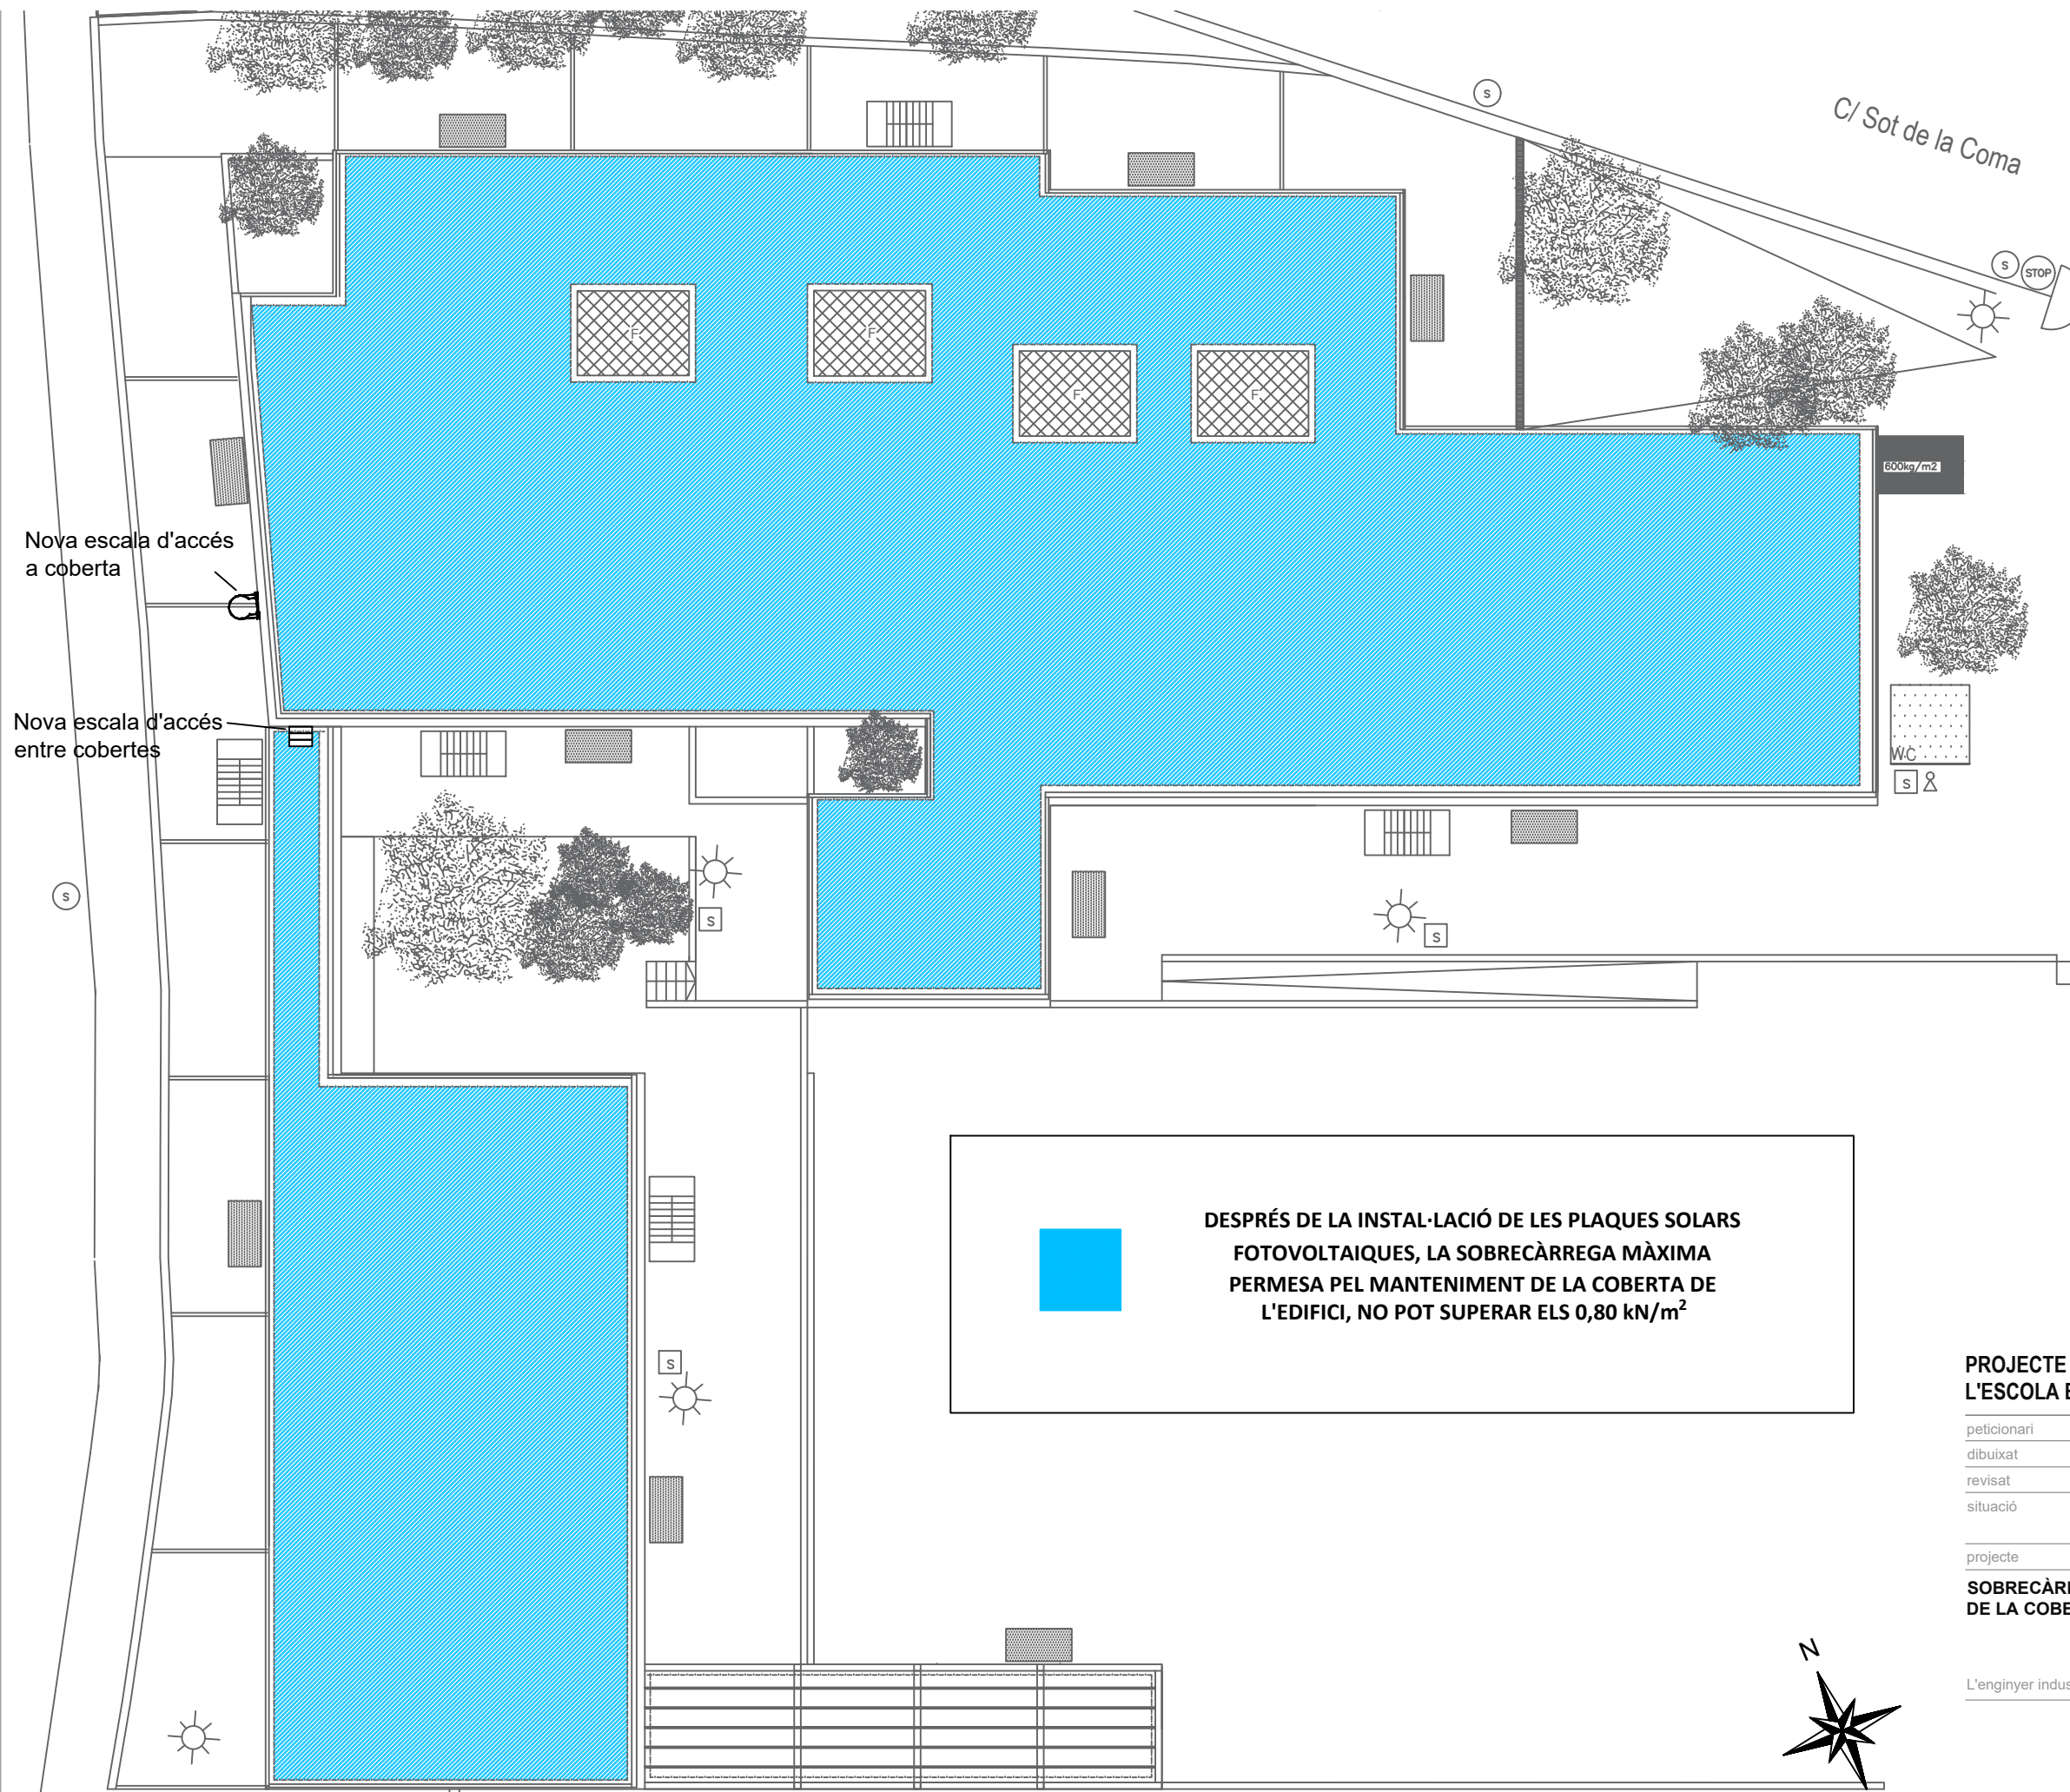 C/ Sot de la Coma
S
S
STOP
F
F
F
F
600kg/m2
Nova escala d'accés
a coberta
Nova escala d'accés
entre cobertes
WC
S
S
S
S
S
DESPRÉS DE LA INSTAL·LACIÓ DE LES PLAQUES SOLARS
FOTOVOLTAIQUES, LA SOBRECÀRREGA MÀXIMA
PERMESA PEL MANTENIMENT DE LA COBERTA DE
L'EDIFICI, NO POT SUPERAR ELS 0,80 kN/m²
PROJECTE
L'ESCOLA
peticionari
dibuixat
revisat
situació
projecte
DE LA
N
L'enginyer